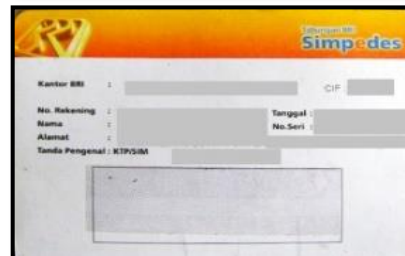 Tabungan BRI
Simpedes
Kantor BRI :
CIF
No. Rekening :
Tanggal :
Nama :
No.Seri :
Alamat :
Tanda Pengenal : KTP/SIM